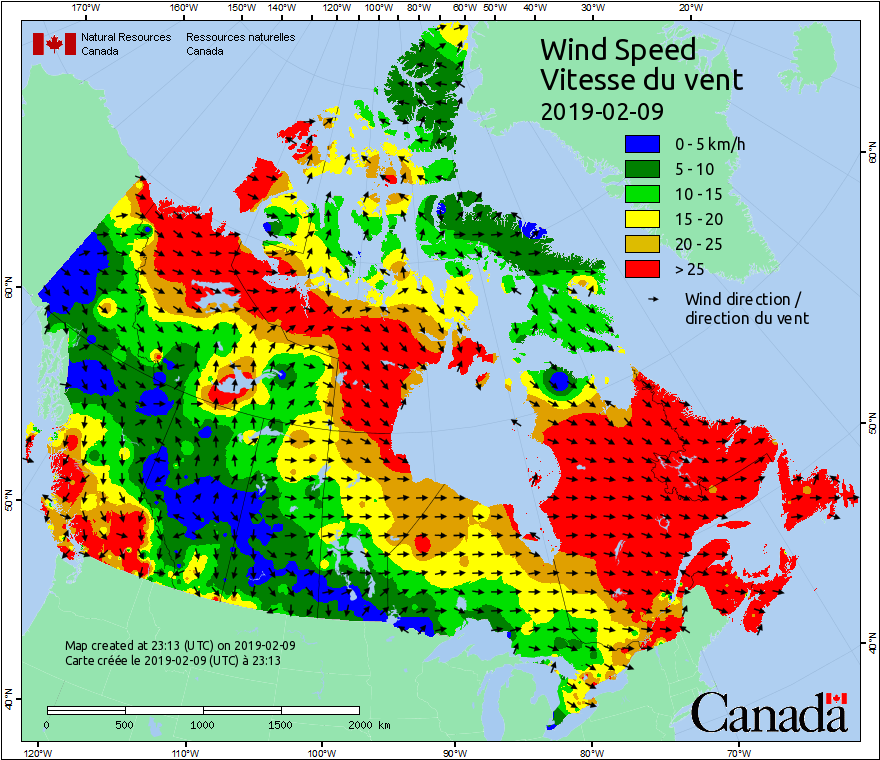 170°W 160°W 150°W 140°W 120°W 100°W 80°W 60°W 50°W 40°W 30°W 20°W
Natural Resources Canada
Ressources naturelles Canada
Wind Speed
Vitesse du vent
2019-02-09
0 - 5 km/h
5 - 10
10 - 15
15 - 20
20 - 25
> 25
Wind direction /
direction du vent
60°N
50°N
40°N
60°N
50°N
40°N
Map created at 23:13 (UTC) on 2019-02-09
Carte créée le 2019-02-09 (UTC) à 23:13
0 500 1000 1500 2000 km
Canada
120°W 110°W 100°W 90°W 80°W 70°W